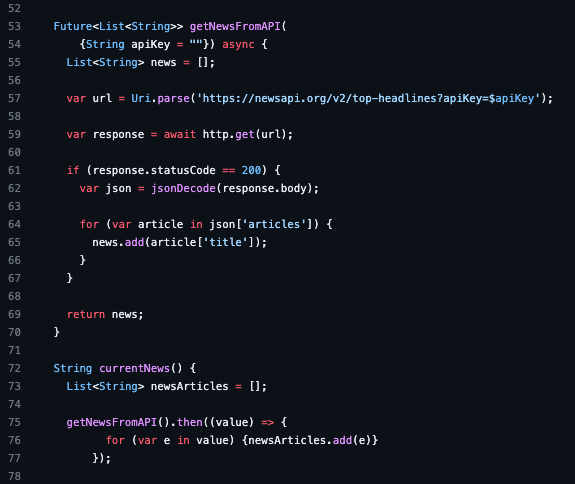 52
53 Future<List<String>> getNewsFromAPI(
54 {String apiKey = ""}) async {
55 List<String> news = [];
56
57 var url = Uri.parse('https://newsapi.org/v2/top-headlines?apiKey=$apiKey');
58
59 var response = await http.get(url);
60
61 if (response.statusCode == 200) {
62 var json = jsonDecode(response.body);
63
64 for (var article in json['articles']) {
65 news.add(article['title']);
66 }
67 }
68
69 return news;
70 }
71
72 String currentNews() {
73 List<String> newsArticles = [];
74
75 getNewsFromAPI().then((value) => {
76 for (var e in value) {newsArticles.add(e)}
77 });
78